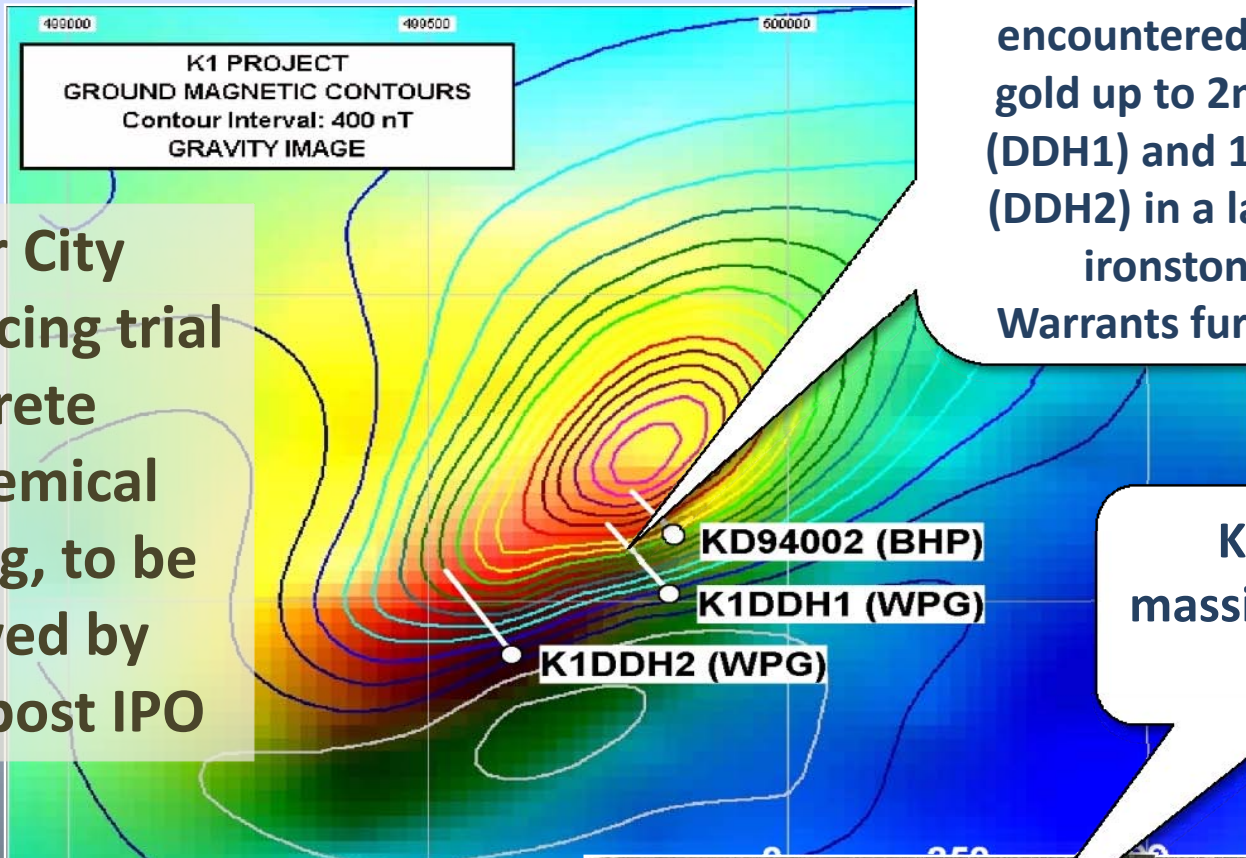 499000
499500
500000
K1 PROJECT
GROUND MAGNETIC CONTOURS
Contour Interval: 400 nT
GRAVITY IMAGE
encountered
gold up to 2
(DDH1) and 1
(DDH2) in a la
ironston
Warrants fur
r City
cing trial
rete
emical
g, to be
ed by
post IPO
KD94002 (BHP)
K1DDH1 (WPG)
K1DDH2 (WPG)
K
massi